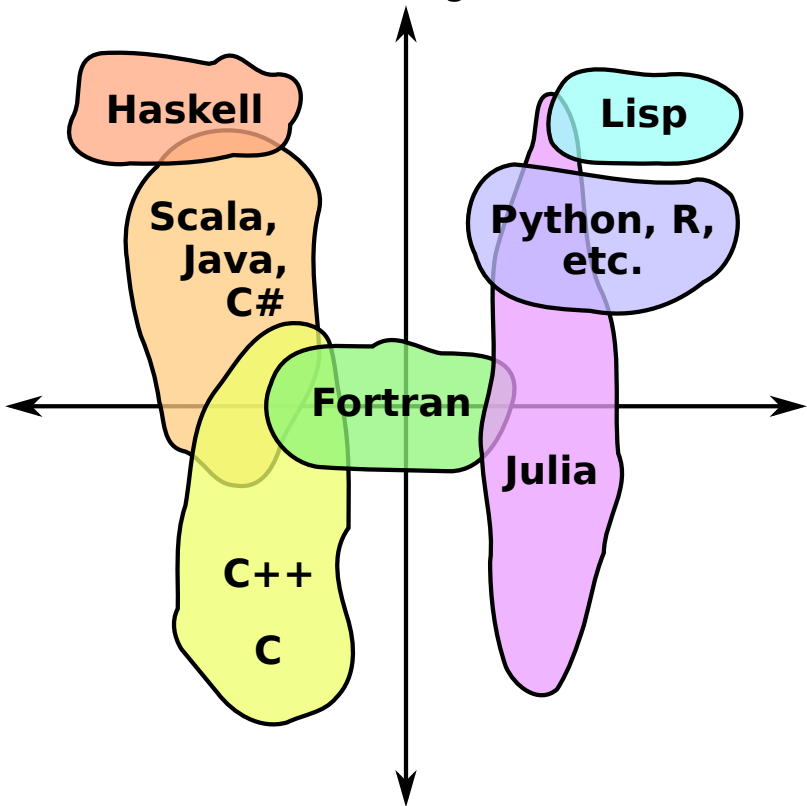 Haskell
Lisp
Scala,
Java,
C#
Python, R,
etc.
Fortran
Julia
C++
C